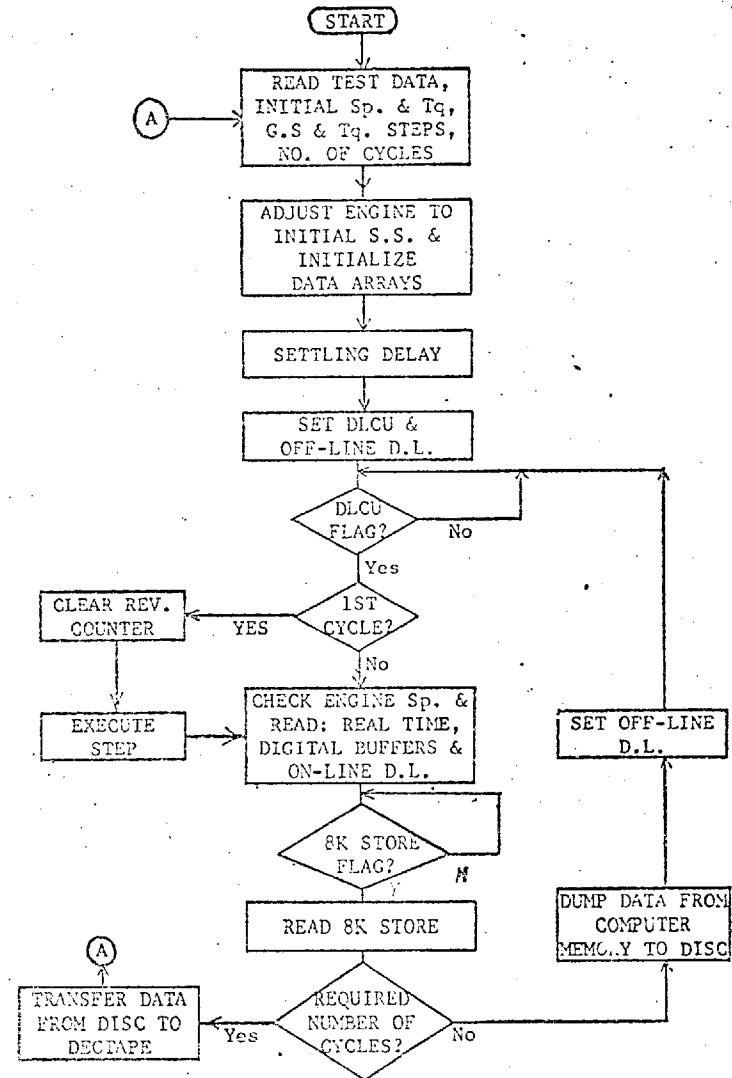 START
A
READ TEST DATA,
INITIAL Sp. & Tq,
G.S & Tq. STEPS,
NO. OF CYCLES
ADJUST ENGINE TO
INITIAL S.S. &
INITIALIZE
DATA ARRAYS
SETTLING DELAY
SET DLCU &
OFF-LINE D.L.
DLCU
FLAG?
No
Yes
1ST
CYCLE?
YES
No
CLEAR REV.
COUNTER
EXECUTE
STEP
CHECK ENGINE Sp. &
READ: REAL TIME,
DIGITAL BUFFERS &
ON-LINE D.L.
SET OFF-LINE
D.L.
8K STORE
FLAG?
N
Y
READ 8K STORE
DUMP DATA FROM
COMPUTER
TO DISC
A
TRANSFER DATA
FROM DISC TO
DECTAPE
Yes
REQUIRED
NUMBER OF
CYCLES?
No